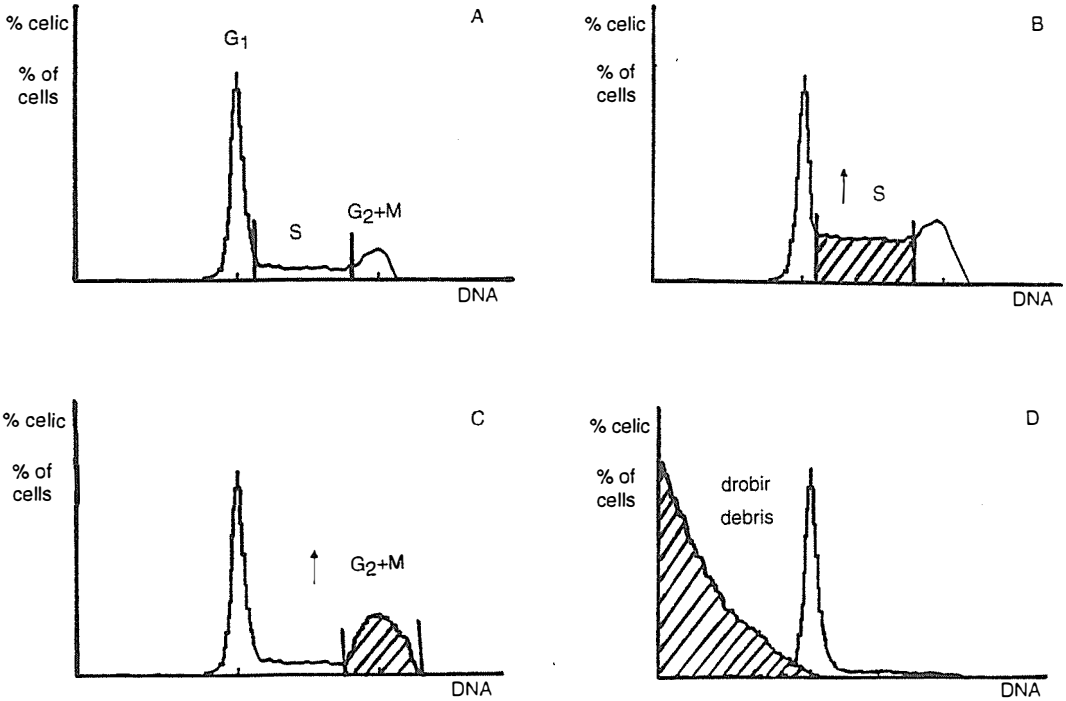 % celic
% of
cells
A
G₁
S
G₂+M
DNA
% celic
% of
cells
B
↑ S
DNA
% celic
% of
cells
C
↑ G₂+M
DNA
% celic
% of
cells
D
drobir
debris
DNA